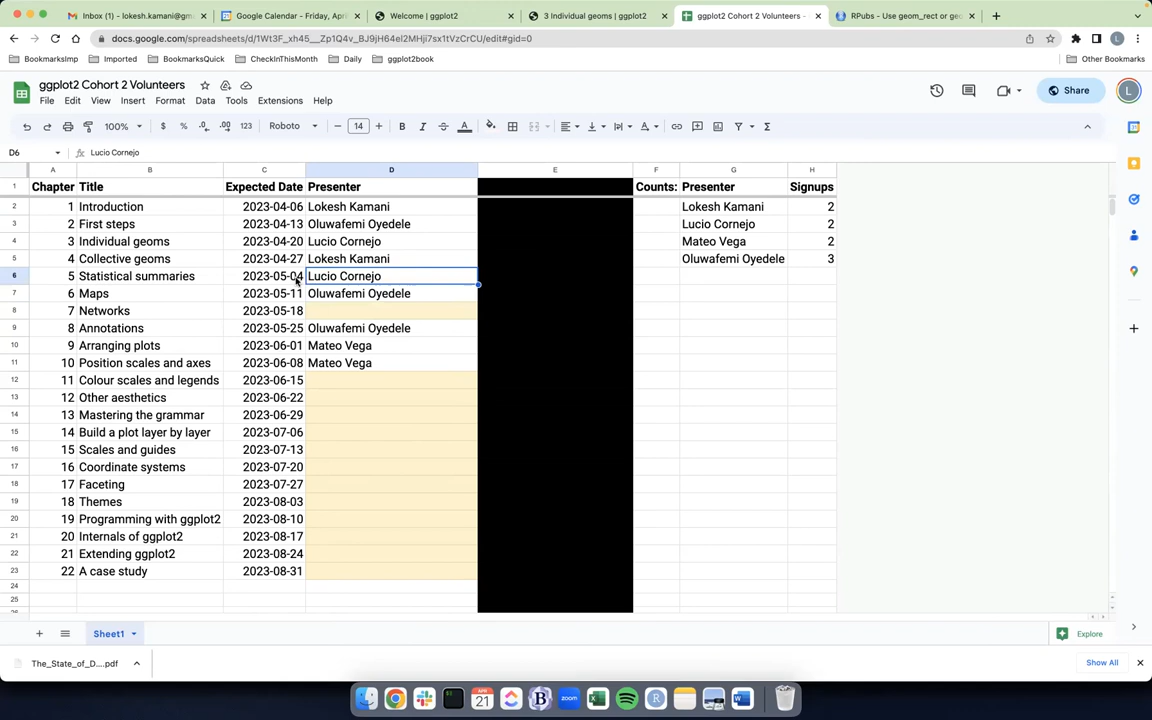 Inbox (1) - lokesh.kamani@gm
Google Calendar - Friday, April
Welcome | ggplot2
3 Individual geoms | ggplot2
ggplot2 Cohort 2 Volunteers -
RPubs - Use geom_rect or geo
docs.google.com/spreadsheets/d/1Wt3F_xh45__Zp1Q4v_BJ9jH64el2MHji7sx1tVzCrCU/edit#gid=0
BookmarksImp Imported BookmarksQuick CheckInThisMonth Daily ggplot2book Other Bookmarks
ggplot2 Cohort 2 Volunteers
File Edit View Insert Format Data Tools Extensions Help
Share L
100% $ % .0 .00 123 Roboto 14 B I S A
D6 Lucio Cornejo
A B C D E F G H
1 Chapter Title Expected Date Presenter Counts: Presenter Signups
2 1 Introduction 2023-04-06 Lokesh Kamani Lokesh Kamani 2
3 2 First steps 2023-04-13 Oluwafemi Oyedele Lucio Cornejo 2
4 3 Individual geoms 2023-04-20 Lucio Cornejo Mateo Vega 2
5 4 Collective geoms 2023-04-27 Lokesh Kamani Oluwafemi Oyedele 3
6 5 Statistical summaries 2023-05-04 Lucio Cornejo
7 6 Maps 2023-05-11 Oluwafemi Oyedele
8 7 Networks 2023-05-18
9 8 Annotations 2023-05-25 Oluwafemi Oyedele
10 9 Arranging plots 2023-06-01 Mateo Vega
11 10 Position scales and axes 2023-06-08 Mateo Vega
12 11 Colour scales and legends 2023-06-15
13 12 Other aesthetics 2023-06-22
14 13 Mastering the grammar 2023-06-29
15 14 Build a plot layer by layer 2023-07-06
16 15 Scales and guides 2023-07-13
17 16 Coordinate systems 2023-07-20
18 17 Faceting 2023-07-27
19 18 Themes 2023-08-03
20 19 Programming with ggplot2 2023-08-10
21 20 Internals of ggplot2 2023-08-17
22 21 Extending ggplot2 2023-08-24
23 22 A case study 2023-08-31
24
25
Sheet1
Explore
The_State_of_D....pdf
Show All
APR
21
zoom